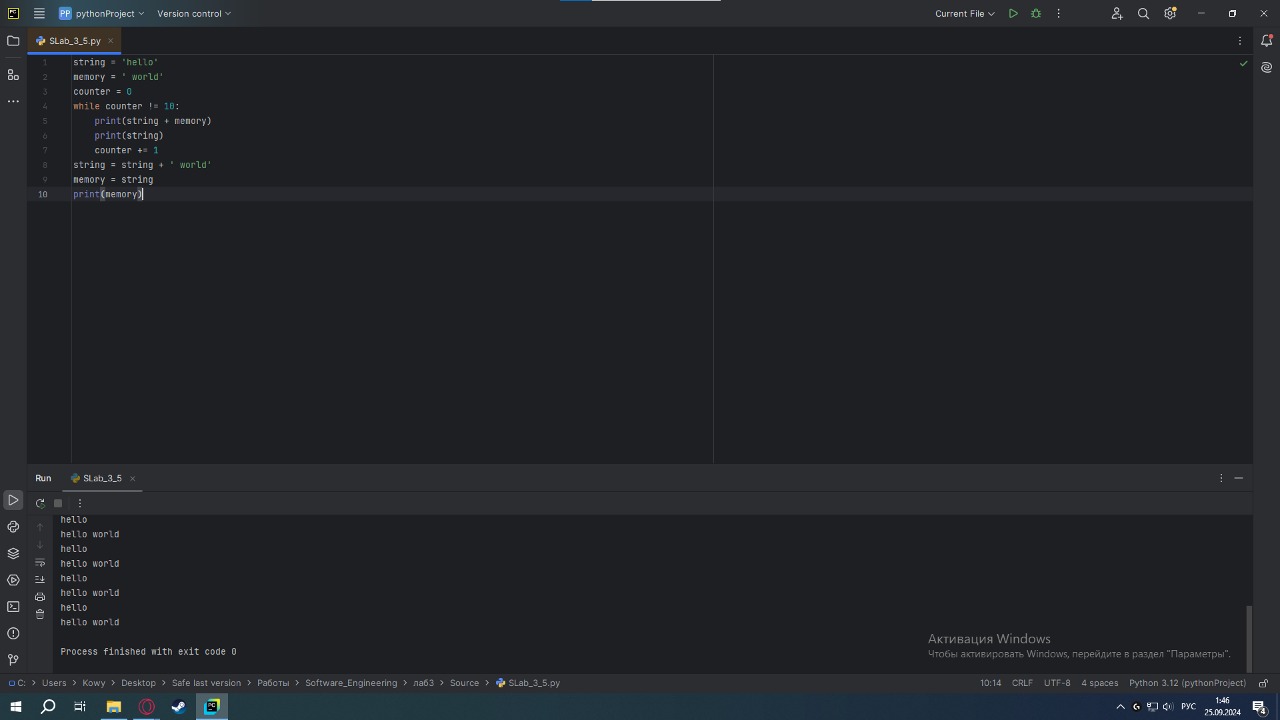 PP pythonProject Version control Current File
SLab_3_5.py
1 string = 'hello'
2 memory = ' world'
3 counter = 0
4 while counter != 10:
5 print(string + memory)
6 print(string)
7 counter += 1
8 string = string + ' world'
9 memory = string
10 print(memory)
Run SLab_3_5
hello
hello world
hello
hello world
hello
hello world
hello
hello world
Process finished with exit code 0
Активация Windows
Чтобы активировать Windows, перейдите в раздел "Параметры".
C: > Users > Kowy > Desktop > Safe last version > Работы > Software_Engineering > лаб3 > Source > SLab_3_5.py 10:14 CRLF UTF-8 4 spaces Python 3.12 (pythonProject)
РУС 1:46
25.09.2024